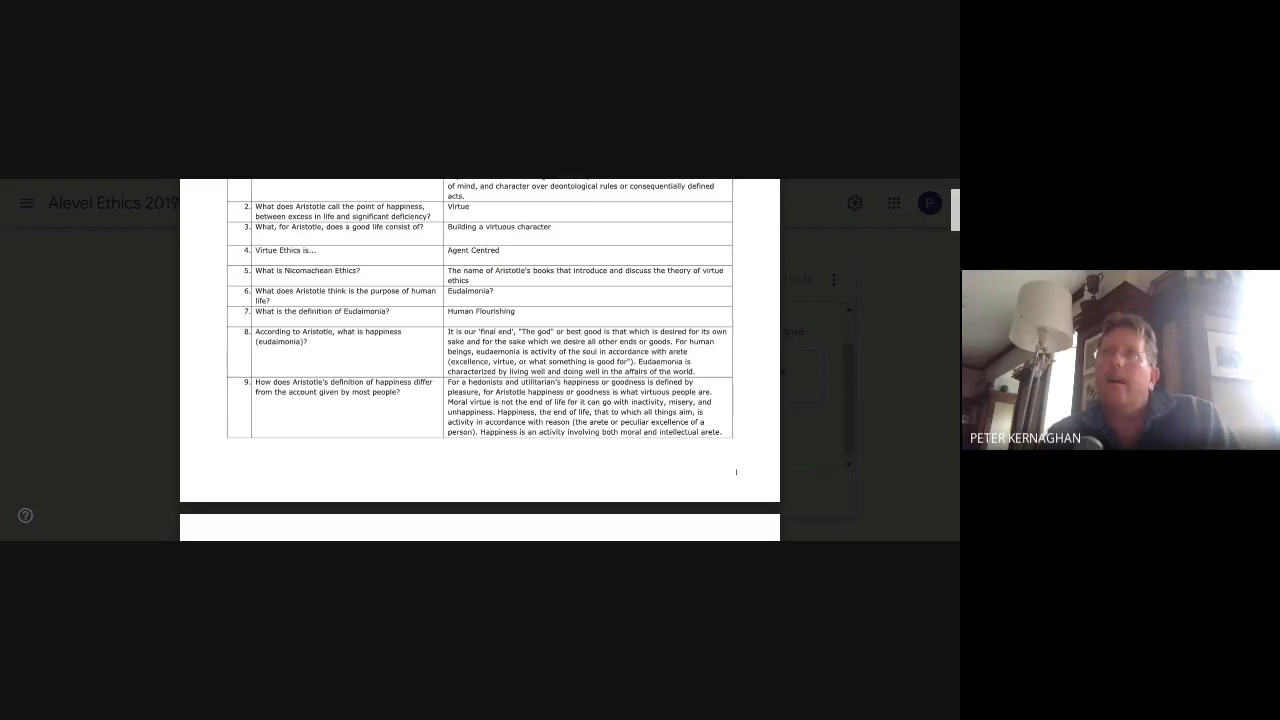 of mind, and character over deontological rules or consequentially defined
acts.
Alevel Ethics 2019
P
2. What does Aristotle call the point of happiness, Virtue
between excess in life and significant deficiency?
3. What, for Aristotle, does a good life consist of? Building a virtuous character
4. Virtue Ethics is... Agent Centred
5. What is Nicomachean Ethics? The name of Aristotle's books that introduce and discuss the theory of virtue
ethics
6. What does Aristotle think is the purpose of human Eudaimonia?
life?
7. What is the definition of Eudaimonia? Human Flourishing
8. According to Aristotle, what is happiness It is our 'final end', "The god" or best good is that which is desired for its own
(eudaimonia)? sake and for the sake which we desire all other ends or goods. For human
beings, eudaemonia is activity of the soul in accordance with arete
(excellence, virtue, or what something is good for"). Eudaemonia is
characterized by living well and doing well in the affairs of the world.
9. How does Aristotle's definition of happiness differ For a hedonists and utilitarian's happiness or goodness is defined by
from the account given by most people? pleasure, for Aristotle happiness or goodness is what virtuous people are.
Moral virtue is not the end of life for it can go with inactivity, misery, and
unhappiness. Happiness, the end of life, that to which all things aim, is
activity in accordance with reason (the arete or peculiar excellence of a
person). Happiness is an activity involving both moral and intellectual arete.
PETER KERNAGHAN